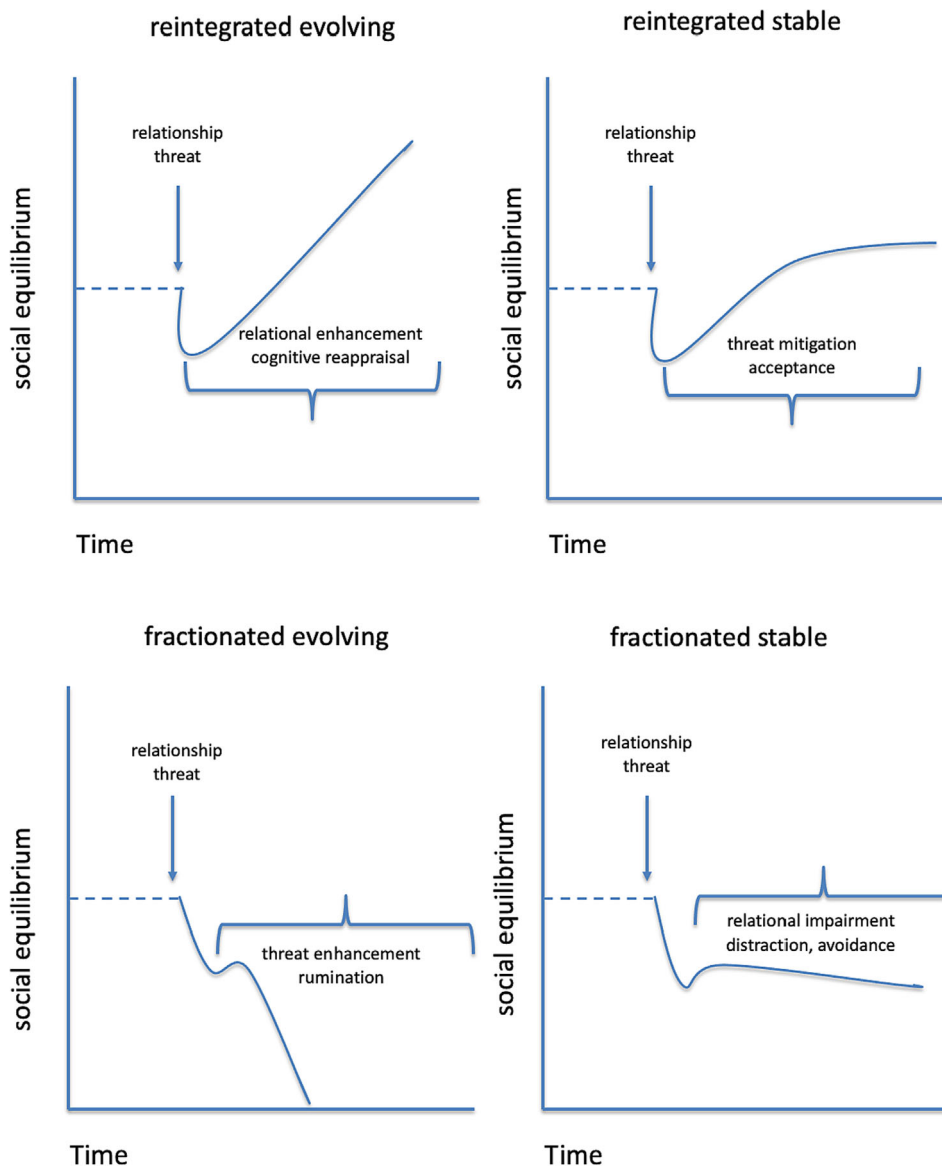 reintegrated evolving
relationship
threat
social equilibrium
relational enhancement
cognitive reappraisal
Time
reintegrated stable
relationship
threat
social equilibrium
threat mitigation
acceptance
Time
fractionated evolving
relationship
threat
social equilibrium
threat enhancement
rumination
Time
fractionated stable
relationship
threat
social equilibrium
relational impairment
distraction, avoidance
Time